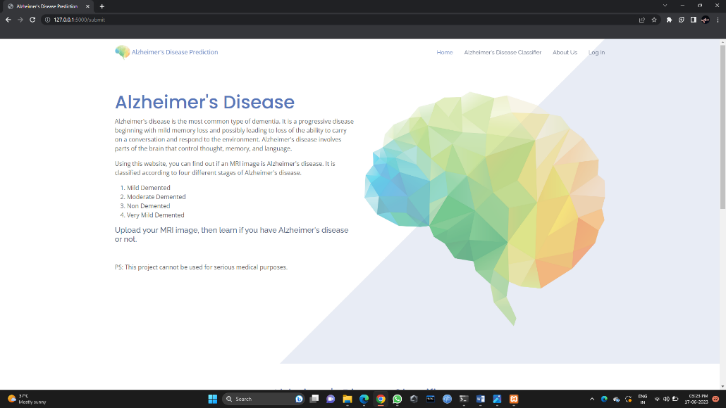 Alzheimer's Disease Prediction
127.0.0.1:5000/submit
Alzheimer's Disease Prediction
Home
Alzheimer's Disease Classifier
About Us
Log In
Alzheimer's Disease
Alzheimer's disease is the most common type of dementia. It is a progressive disease
beginning with mild memory loss and possibly leading to loss of the ability to carry
on a conversation and respond to the environment. Alzheimer's disease involves
parts of the brain that control thought, memory, and language.
Using this website, you can find out if an MRI image is Alzheimer's disease. It is
classified according to four different stages of Alzheimer's disease.
1. Mild Demented
2. Moderate Demented
3. Non Demented
4. Very Mild Demented
Upload your MRI image, then learn if you have Alzheimer's disease
or not.
PS: This project cannot be used for serious medical purposes.
Mostly sunny
Search
ENG
IN